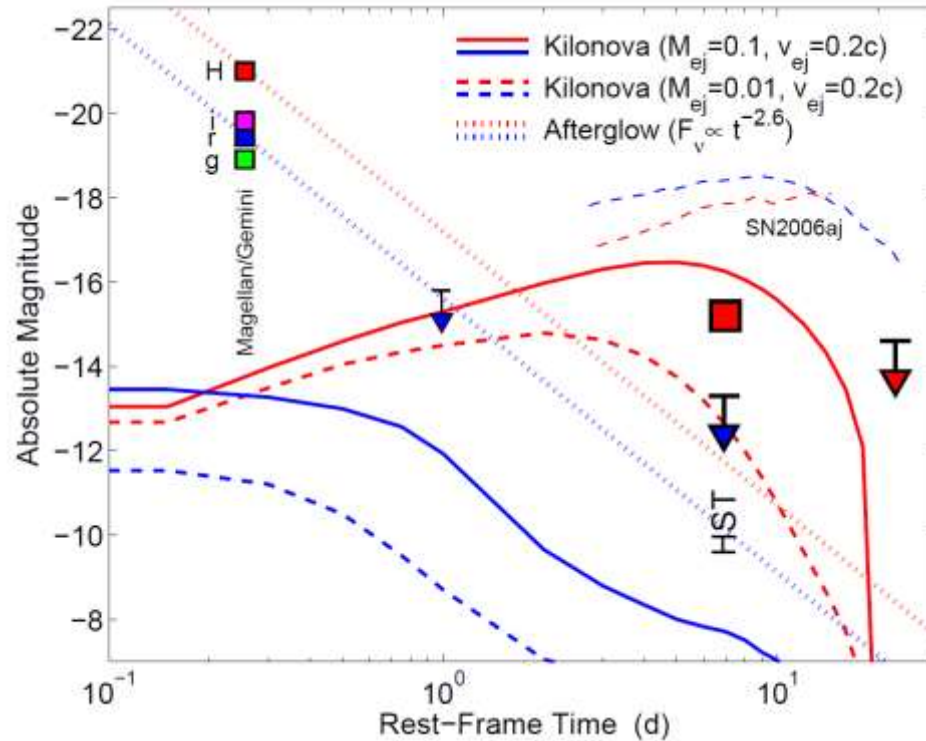 Kilonova (M_ej=0.1, v_ej=0.2c)
Kilonova (M_ej=0.01, v_ej=0.2c)
Afterglow (F_ν ∝ t^−2.6)
H
i
r
g
Magellan/Gemini
SN2006aj
HST
Absolute Magnitude
−22
−20
−18
−16
−14
−12
−10
−8
10^−1
10^0
10^1
Rest−Frame Time (d)